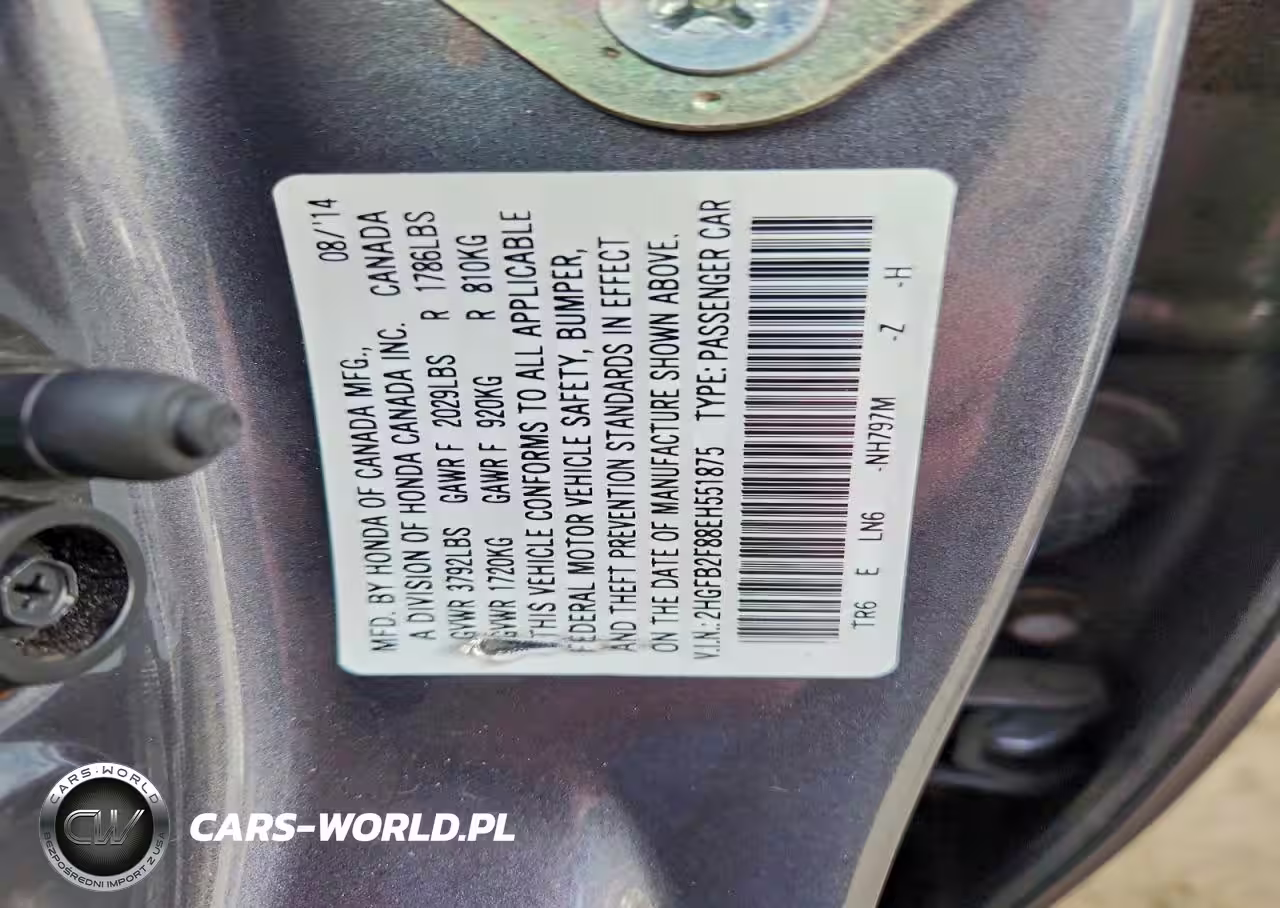 08/'14
MFD. BY HONDA OF CANADA MFG.,
A DIVISION OF HONDA CANADA INC. CANADA
GVWR 3792LBS GAWR F 2029LBS R 1786LBS
GVWR 1720KG GAWR F 920KG R 810KG
THIS VEHICLE CONFORMS TO ALL APPLICABLE
FEDERAL MOTOR VEHICLE SAFETY, BUMPER,
AND THEFT PREVENTION STANDARDS IN EFFECT
ON THE DATE OF MANUFACTURE SHOWN ABOVE.
V.I.N.:2HGFB2F88EH551875 TYPE:PASSENGER CAR
TR6 E LN6 -NH797M -Z -H
CARS-WORLD
CW
BEZPOŚREDNI IMPORT Z USA
CARS-WORLD.PL